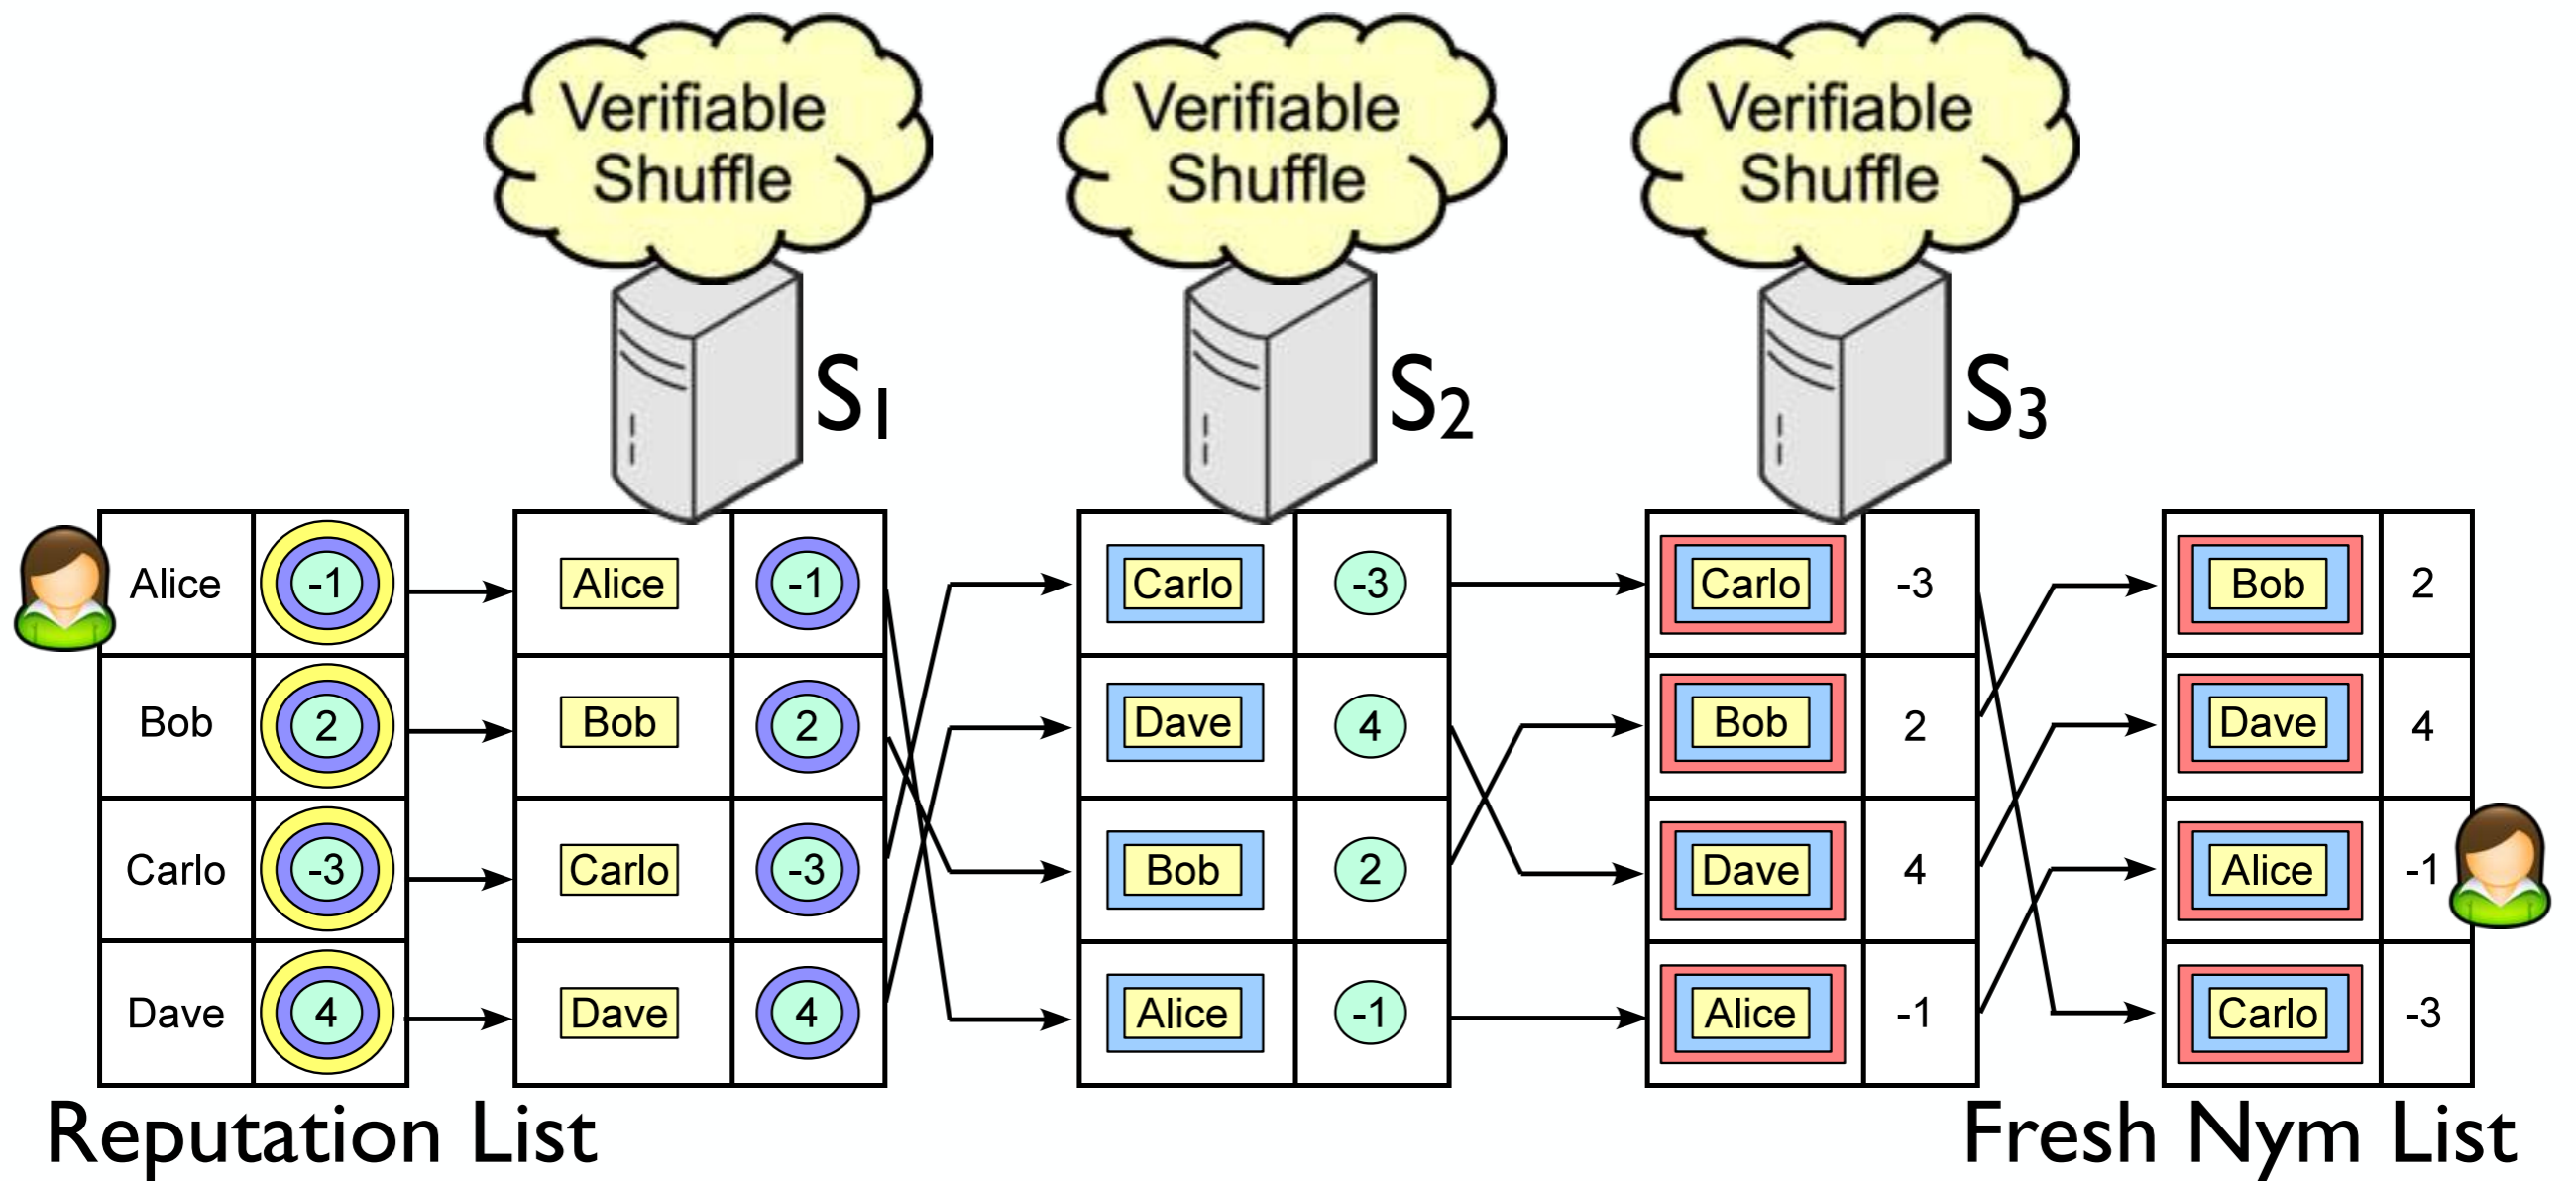 Verifiable
Shuffle
Verifiable
Shuffle
Verifiable
Shuffle
S1
S2
S3
Alice -1 Alice -1 Carlo -3 Carlo -3 Bob 2
Bob 2 Bob 2 Dave 4 Bob 2 Dave 4
Carlo -3 Carlo -3 Bob 2 Dave 4 Alice -1
Dave 4 Dave 4 Alice -1 Alice -1 Carlo -3
Reputation List
Fresh Nym List